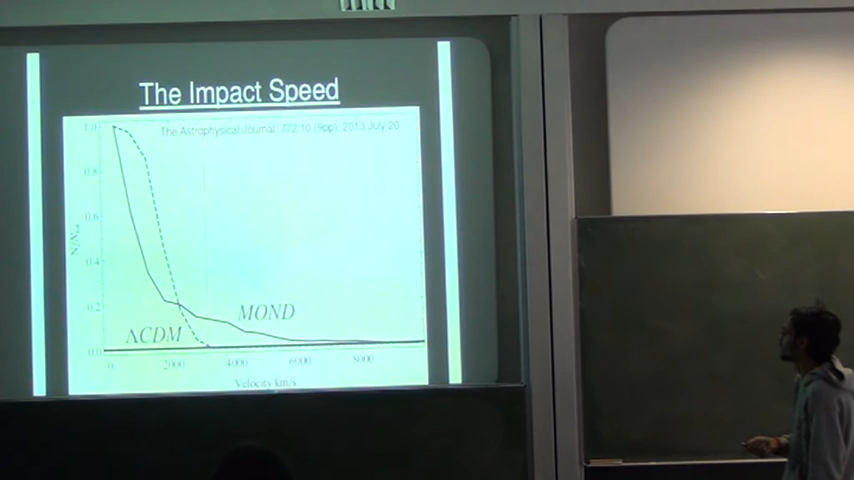 The Impact Speed
The Astrophysical Journal, 772:10 (9pp), 2013 July 20
1.0
0.8
0.6
0.4
0.2
0.0
MOND
ΛCDM
0 2000 4000 6000 8000
Velocity km/s